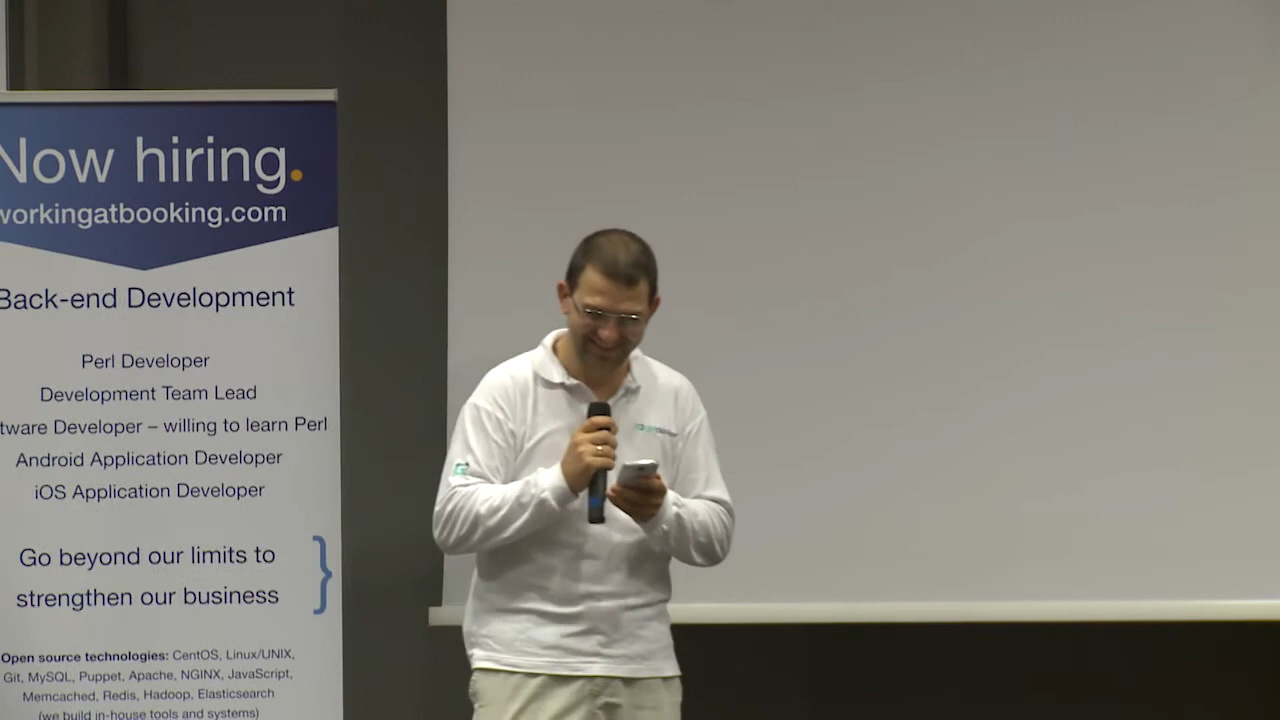 Now hiring.
workingatbooking.com
Back-end Development
Perl Developer
Development Team Lead
tware Developer – willing to learn Perl
Android Application Developer
iOS Application Developer
Go beyond our limits to
strengthen our business
}
Open source technologies: CentOS, Linux/UNIX,
Git, MySQL, Puppet, Apache, NGINX, JavaScript,
Memcached, Redis, Hadoop, Elasticsearch
(we build in-house tools and systems)